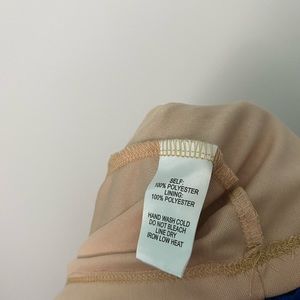 SELF:
100% POLYESTER
LINING:
100% POLYESTER
HAND WASH COLD
DO NOT BLEACH
LINE DRY
IRON LOW HEAT